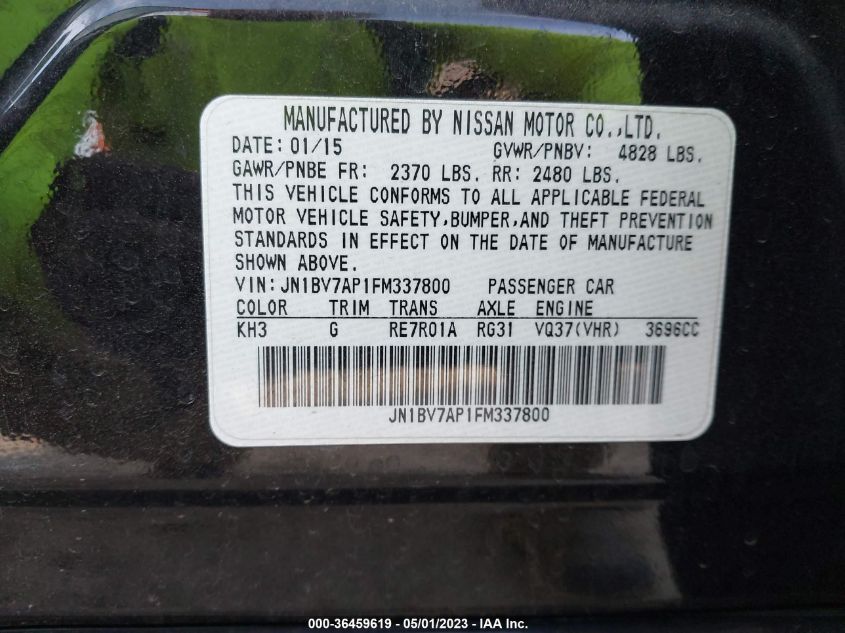 MANUFACTURED BY NISSAN MOTOR CO.,LTD.
DATE: 01/15 GVWR/PNBV: 4828 LBS.
GAWR/PNBE FR: 2370 LBS. RR: 2480 LBS.
THIS VEHICLE CONFORMS TO ALL APPLICABLE FEDERAL
MOTOR VEHICLE SAFETY,BUMPER,AND THEFT PREVENTION
STANDARDS IN EFFECT ON THE DATE OF MANUFACTURE
SHOWN ABOVE.
VIN: JN1BV7AP1FM337800 PASSENGER CAR
COLOR TRIM TRANS AXLE ENGINE
KH3 G RE7R01A RG31 VQ37(VHR) 3696CC
JN1BV7AP1FM337800
000-36459619 - 05/01/2023 - IAA Inc.